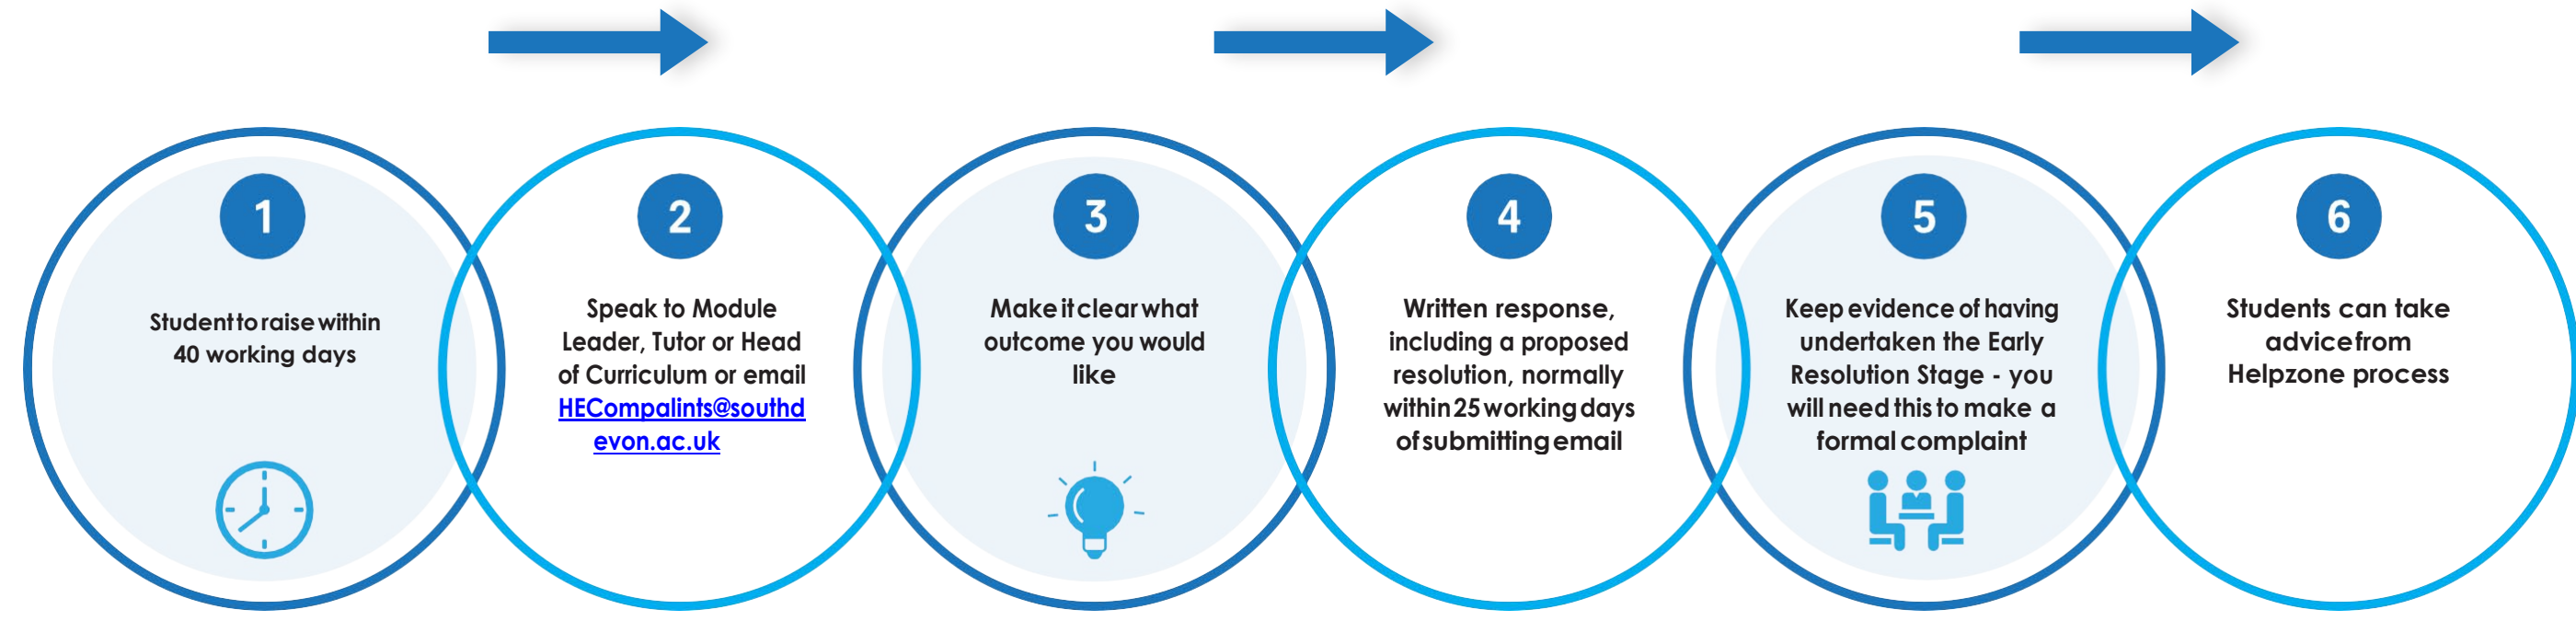 1
Student to raise within
40 working days
2
Speak to Module
Leader, Tutor or Head
of Curriculum or email
HECompalints@southd
evon.ac.uk
3
Make it clear what
outcome you would
like
4
Written response,
including a proposed
resolution, normally
within 25 working days
of submitting email
5
Keep evidence of having
undertaken the Early
Resolution Stage - you
will need this to make a
formal complaint
6
Students can take
advice from
Helpzone process